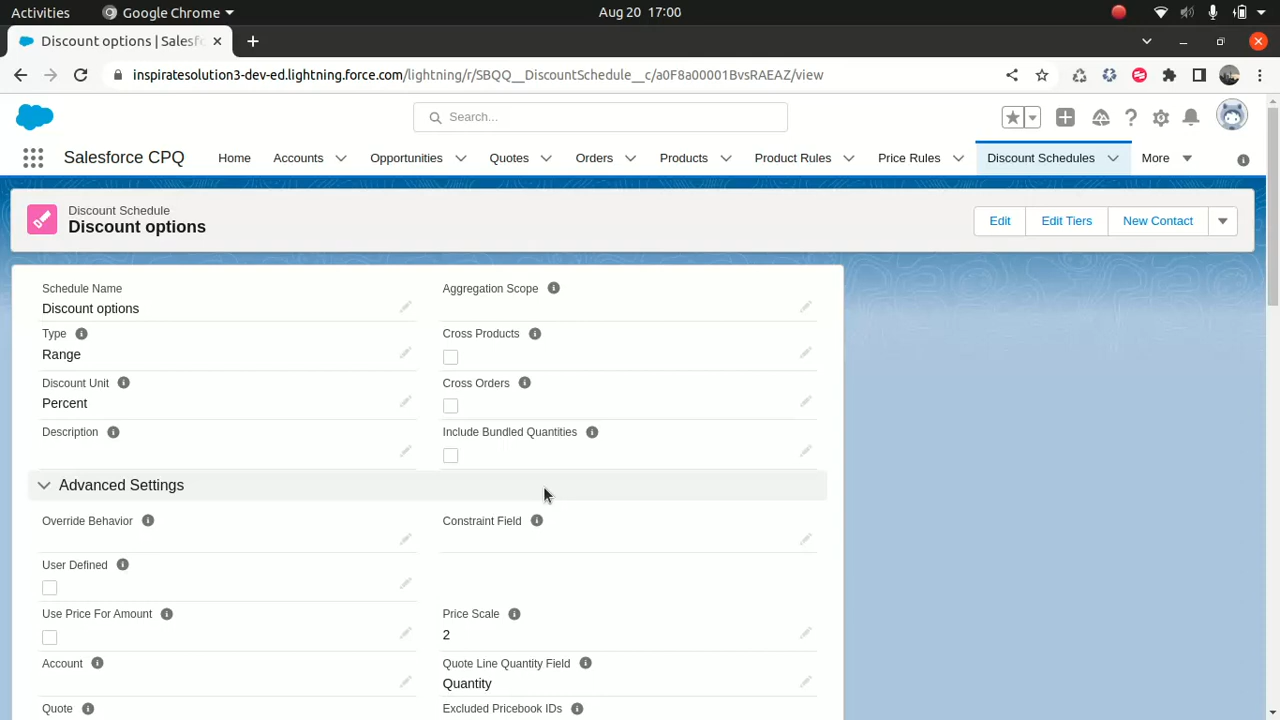 Activities
Google Chrome
Aug 20 17:00
Discount options | Salesf
inspiratesolution3-dev-ed.lightning.force.com/lightning/r/SBQQ__DiscountSchedule__c/a0F8a00001BvsRAEAZ/view
Search...
Salesforce CPQ
Home
Accounts
Opportunities
Quotes
Orders
Products
Product Rules
Price Rules
Discount Schedules
More
Discount Schedule
Discount options
Edit
Edit Tiers
New Contact
Schedule Name
Discount options
Aggregation Scope
Type
Range
Cross Products
Discount Unit
Percent
Cross Orders
Description
Include Bundled Quantities
Advanced Settings
Override Behavior
Constraint Field
User Defined
Use Price For Amount
Price Scale
2
Account
Quote Line Quantity Field
Quantity
Quote
Excluded Pricebook IDs